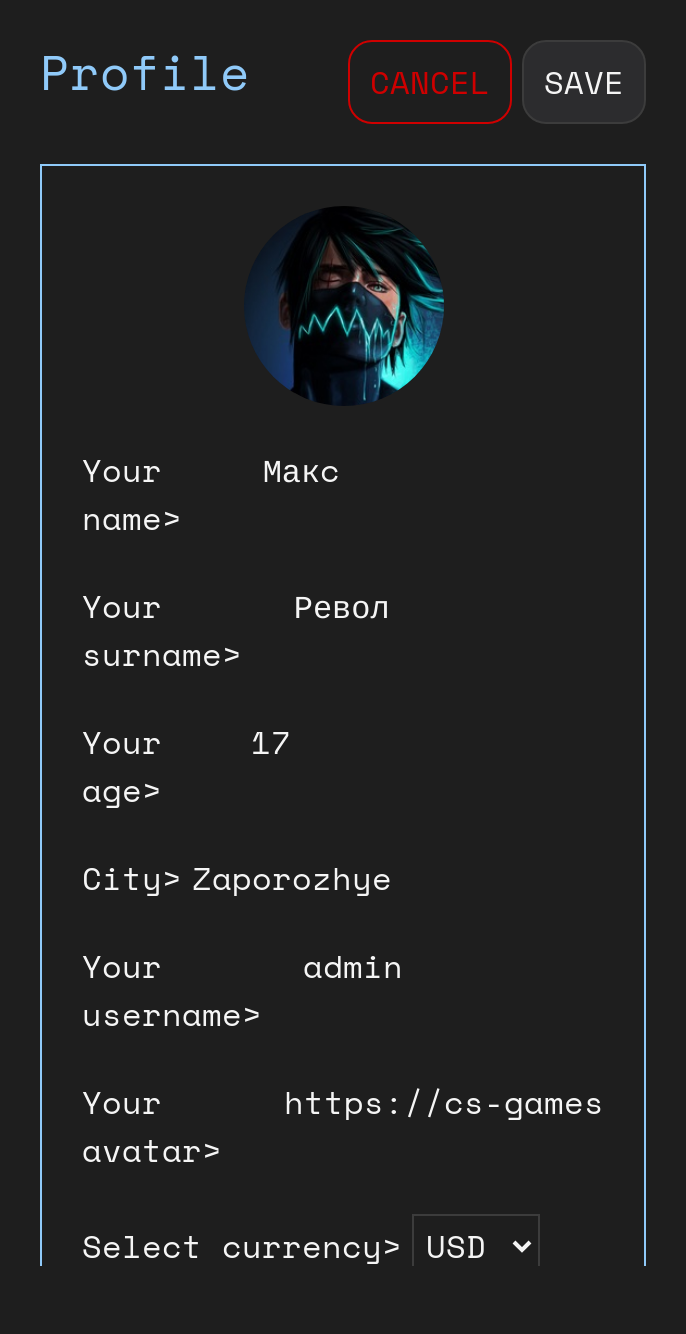 Profile CANCEL SAVE
Your Макс
name>
Your Револ
surname>
Your 17
age>
City> Zaporozhye
Your admin
username>
Your https://cs-games
avatar>
Select currency> USD